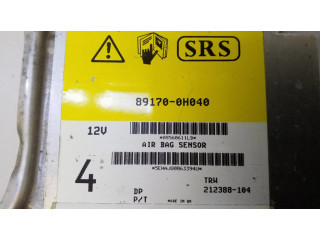 SRS
89170-0H040
12V
AIR BAG SENSOR
4
DP
P/T
TRW
212388-104